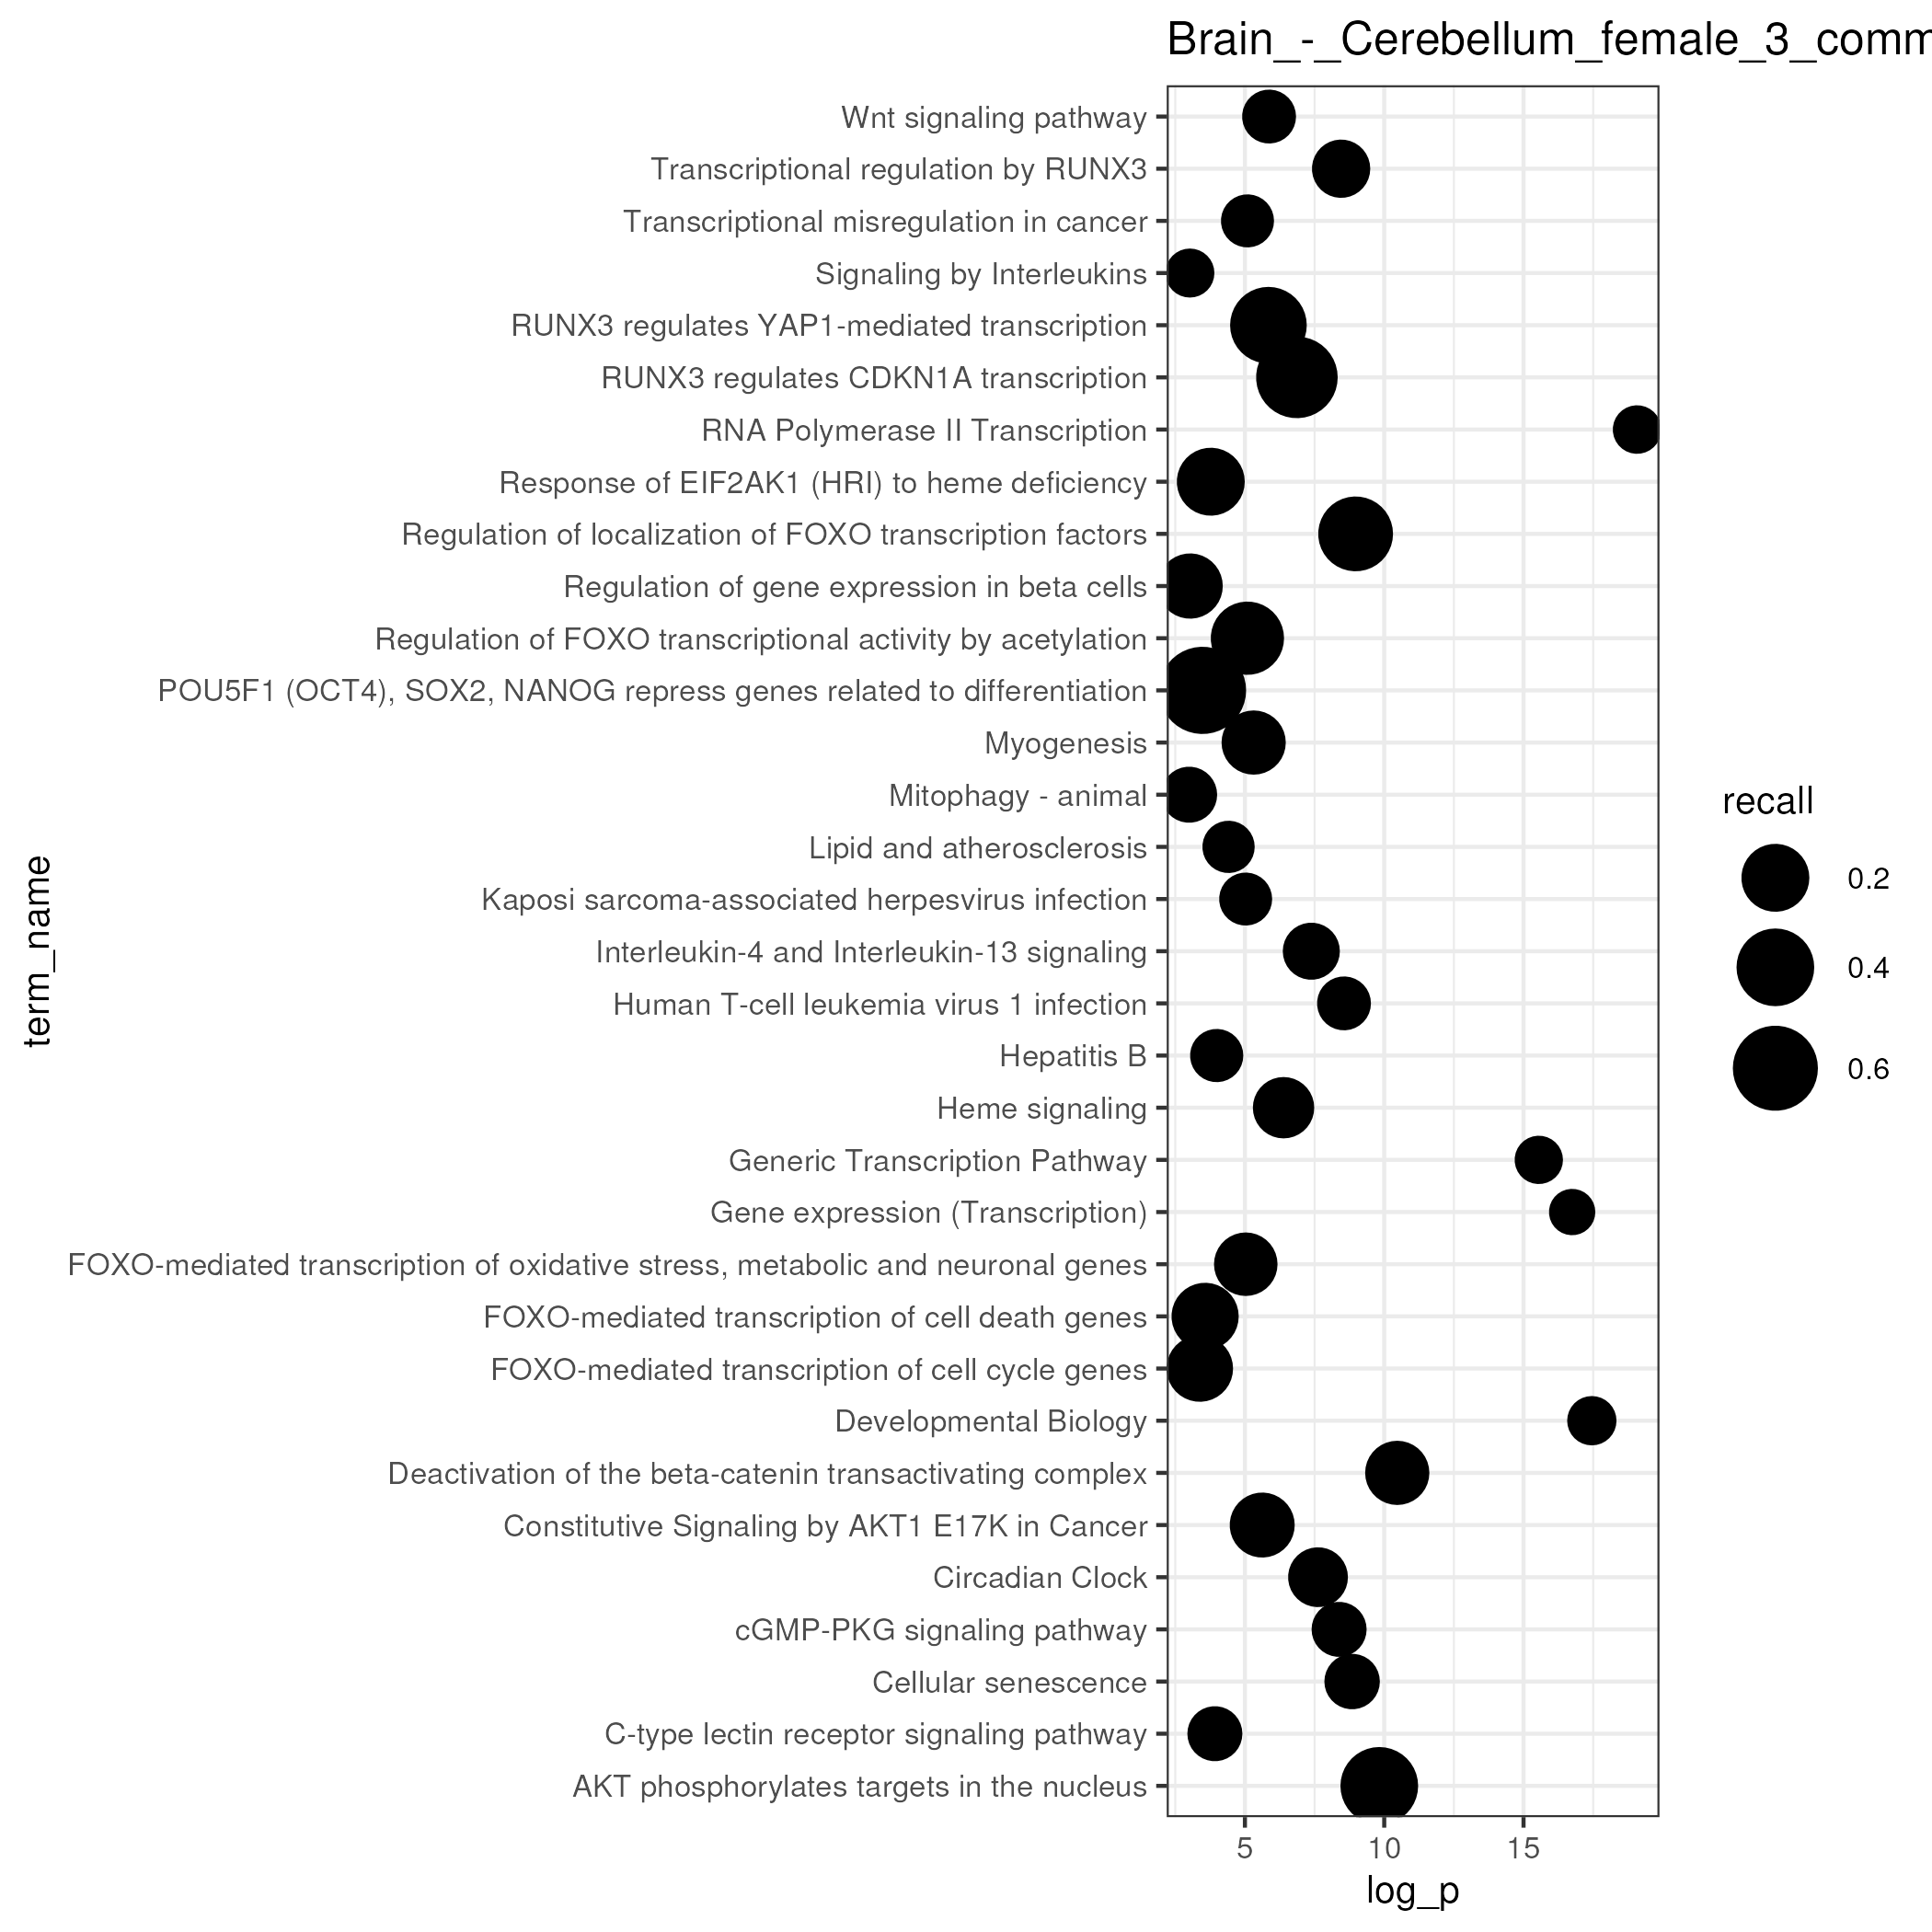 Brain_-_Cerebellum_female_3_comm
Wnt signaling pathway
Transcriptional regulation by RUNX3
Transcriptional misregulation in cancer
Signaling by Interleukins
RUNX3 regulates YAP1-mediated transcription
RUNX3 regulates CDKN1A transcription
RNA Polymerase II Transcription
Response of EIF2AK1 (HRI) to heme deficiency
Regulation of localization of FOXO transcription factors
Regulation of gene expression in beta cells
Regulation of FOXO transcriptional activity by acetylation
POU5F1 (OCT4), SOX2, NANOG repress genes related to differentiation
Myogenesis
Mitophagy - animal
Lipid and atherosclerosis
Kaposi sarcoma-associated herpesvirus infection
Interleukin-4 and Interleukin-13 signaling
Human T-cell leukemia virus 1 infection
Hepatitis B
Heme signaling
Generic Transcription Pathway
Gene expression (Transcription)
FOXO-mediated transcription of oxidative stress, metabolic and neuronal genes
FOXO-mediated transcription of cell death genes
FOXO-mediated transcription of cell cycle genes
Developmental Biology
Deactivation of the beta-catenin transactivating complex
Constitutive Signaling by AKT1 E17K in Cancer
Circadian Clock
cGMP-PKG signaling pathway
Cellular senescence
C-type lectin receptor signaling pathway
AKT phosphorylates targets in the nucleus
term_name
5 10 15
log_p
recall
0.2
0.4
0.6